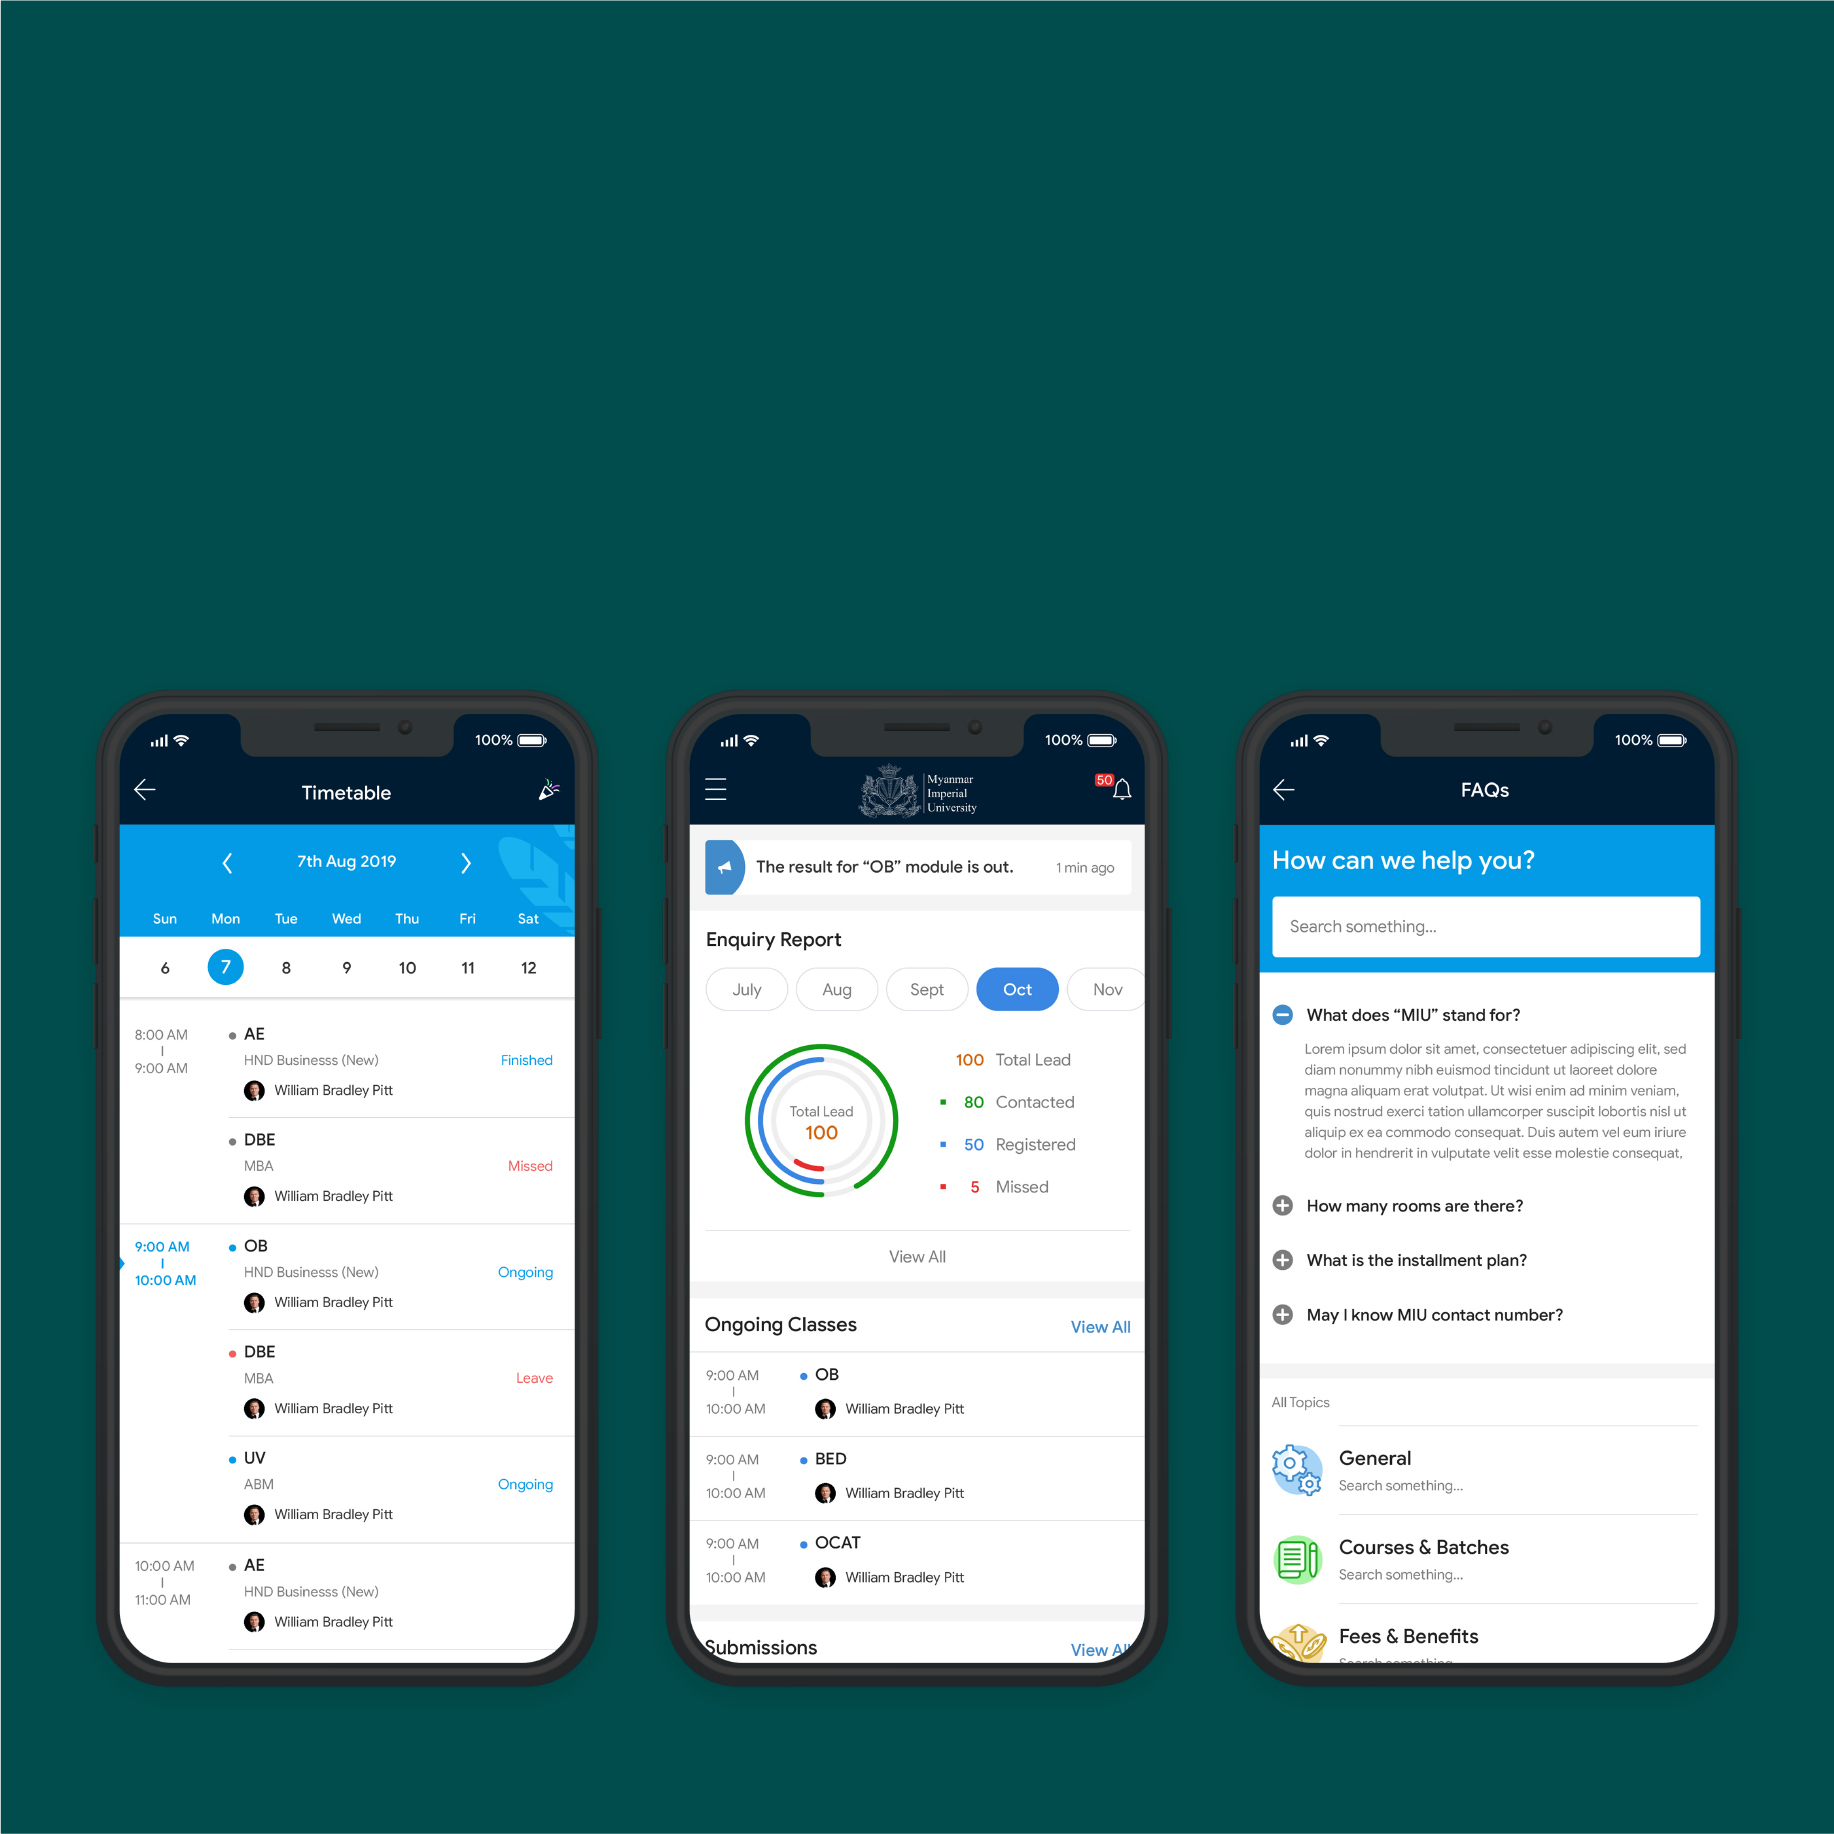 100%
Timetable
7th Aug 2019
Sun Mon Tue Wed Thu Fri Sat
6 7 8 9 10 11 12
8:00 AM
9:00 AM
AE
HND Businesss (New)
Finished
William Bradley Pitt
DBE
MBA
Missed
William Bradley Pitt
9:00 AM
10:00 AM
OB
HND Businesss (New)
Ongoing
William Bradley Pitt
DBE
MBA
Leave
William Bradley Pitt
UV
ABM
Ongoing
William Bradley Pitt
10:00 AM
11:00 AM
AE
HND Businesss (New)
William Bradley Pitt
100%
Myanmar
Imperial
University
50
The result for “OB” module is out. 1 min ago
Enquiry Report
July Aug Sept Oct Nov
Total Lead
100
100 Total Lead
80 Contacted
50 Registered
5 Missed
View All
Ongoing Classes View All
9:00 AM
10:00 AM
OB
William Bradley Pitt
9:00 AM
10:00 AM
BED
William Bradley Pitt
9:00 AM
10:00 AM
OCAT
William Bradley Pitt
Submissions View All
100%
FAQs
How can we help you?
Search something...
What does “MIU” stand for?
Lorem ipsum dolor sit amet, consectetuer adipiscing elit, sed
diam nonummy nibh euismod tincidunt ut laoreet dolore
magna aliquam erat volutpat. Ut wisi enim ad minim veniam,
quis nostrud exerci tation ullamcorper suscipit lobortis nisl ut
aliquip ex ea commodo consequat. Duis autem vel eum iriure
dolor in hendrerit in vulputate velit esse molestie consequat,
How many rooms are there?
What is the installment plan?
May I know MIU contact number?
All Topics
General
Search something...
Courses & Batches
Search something...
Fees & Benefits
Search something